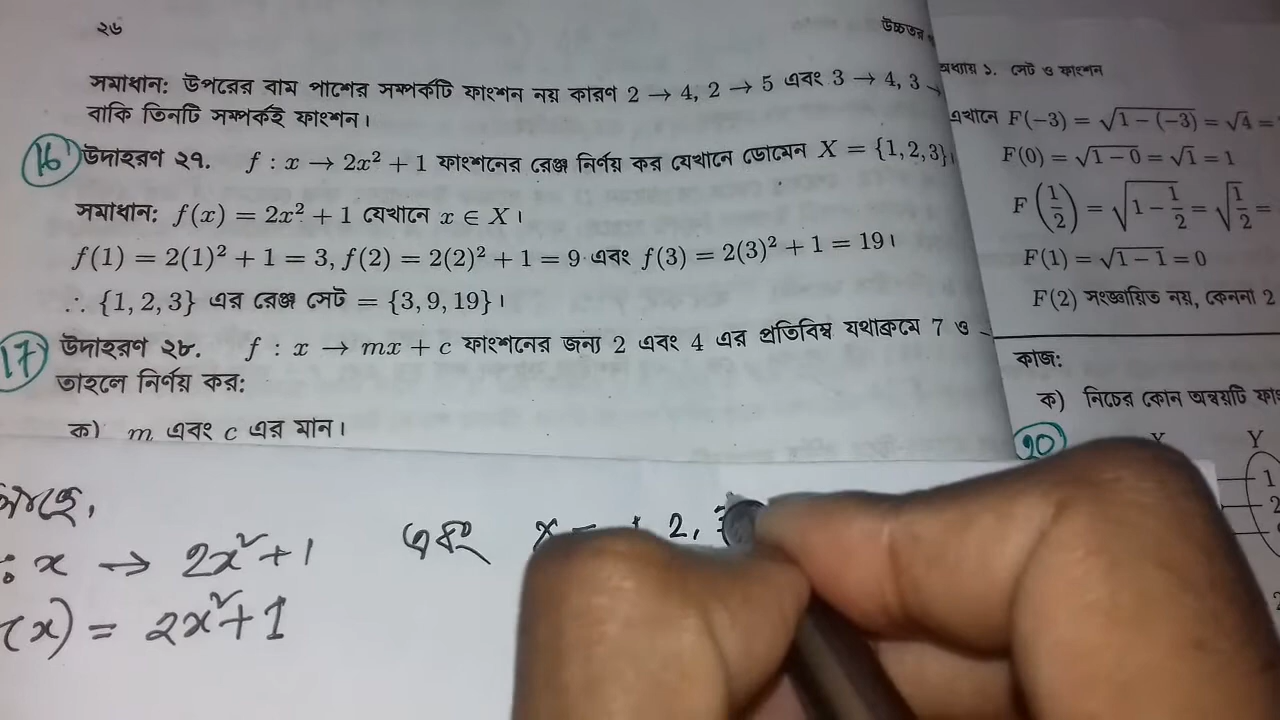 ২৬
উচ্চতর
সমাধান: উপরের বাম পাশের সম্পর্কটি ফাংশন নয় কারণ 2 → 4, 2 → 5 এবং 3 → 4, 3
বাকি তিনটি সম্পর্কই ফাংশন।
16 উদাহরণ ২৭. f : x → 2x² + 1 ফাংশনের রেঞ্জ নির্ণয় কর যেখানে ডোমেন X = {1, 2, 3}।
সমাধান: f(x) = 2x² + 1 যেখানে x ∈ X।
f(1) = 2(1)² + 1 = 3, f(2) = 2(2)² + 1 = 9 এবং f(3) = 2(3)² + 1 = 19।
∴ {1, 2, 3} এর রেঞ্জ সেট = {3, 9, 19}।
17 উদাহরণ ২৮. f : x → mx + c ফাংশনের জন্য 2 এবং 4 এর প্রতিবিম্ব যথাক্রমে 7 ও
তাহলে নির্ণয় কর:
ক) m এবং c এর মান।
: x → 2x² + 1 এবং x = 1, 2,
(x) = 2x² + 1
অধ্যায় ১. সেট ও ফাংশন
এখানে F(−3) = √1 − (−3) = √4 =
F(0) = √1 − 0 = √1 = 1
F(1/2) = √1 − 1/2 = √1/2 =
F(1) = √1 − 1 = 0
F(2) সংজ্ঞায়িত নয়, কেননা 2
কাজ:
ক) নিচের কোন অন্বয়টি
20
X Y
1
2